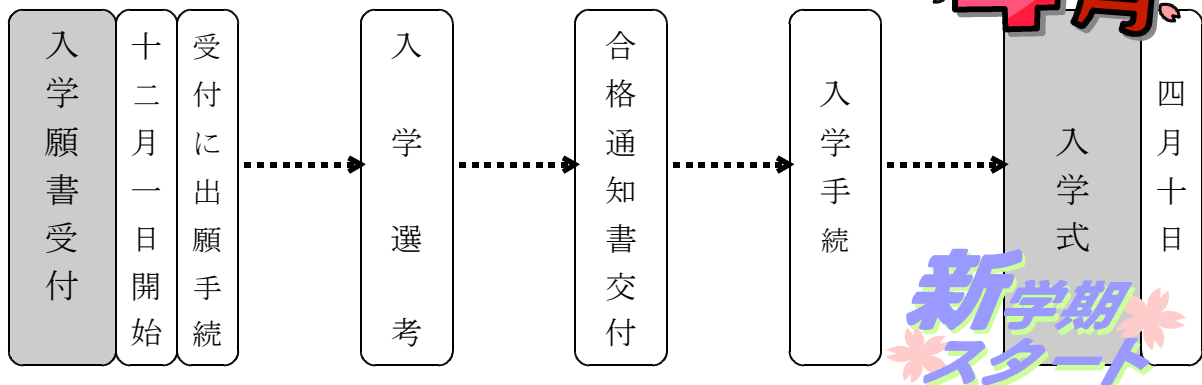 入学願書受付
十二月一日開始
受付に出願手続
入学選考
合格通知書交付
入学手続
入学式
四月十日
新学期
スタート